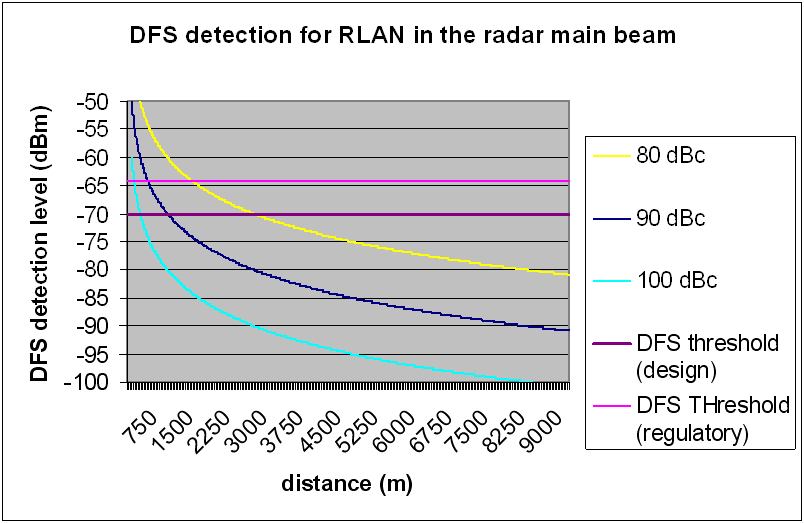 DFS detection for RLAN in the radar main beam
DFS detection level (dBm)
-50
-55
-60
-65
-70
-75
-80
-85
-90
-95
-100
750
1500
2250
3000
3750
4500
5250
6000
6750
7500
8250
9000
distance (m)
80 dBc
90 dBc
100 dBc
DFS threshold
(design)
DFS THreshold
(regulatory)